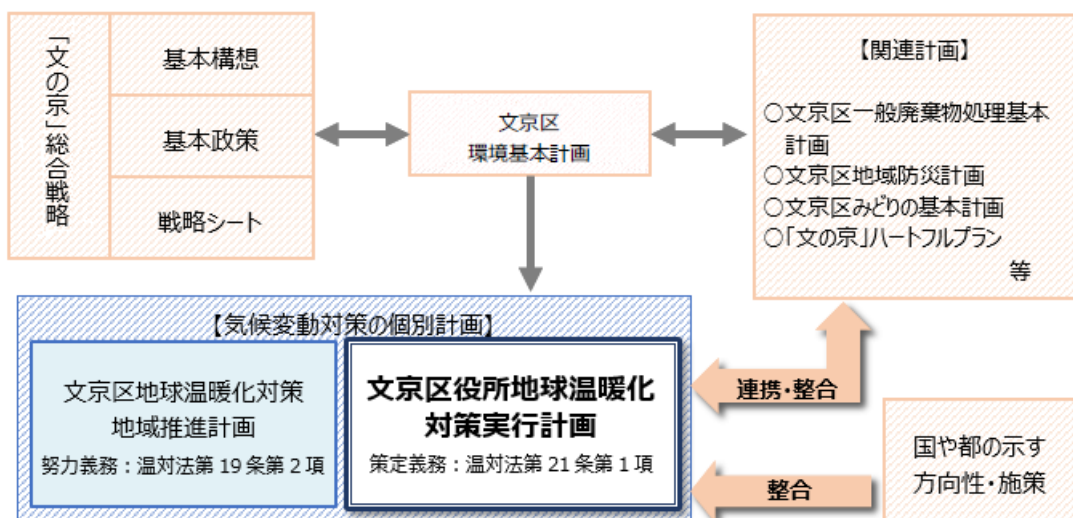 「文の京」総合戦略
基本構想
基本政策
戦略シート
文京区
環境基本計画
【関連計画】
○文京区一般廃棄物処理基本
計画
○文京区地域防災計画
○文京区みどりの基本計画
○「文の京」ハートフルプラン
等
【気候変動対策の個別計画】
文京区地球温暖化対策
地域推進計画
努力義務：温対法第19条第2項
文京区役所地球温暖化
対策実行計画
策定義務：温対法第21条第1項
連携・整合
整合
国や都の示す
方向性・施策